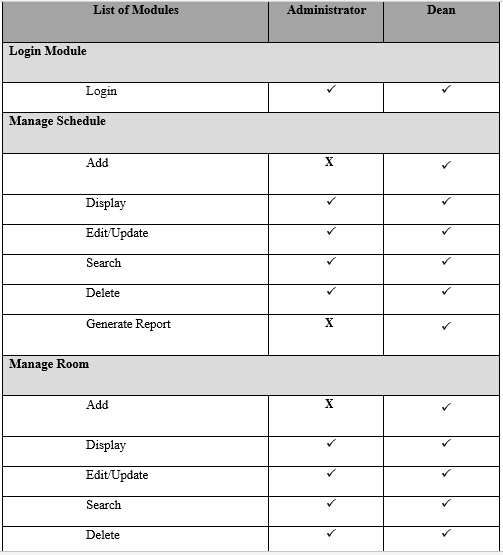 List of Modules Administrator Dean
Login Module
Login ✓ ✓
Manage Schedule
Add X ✓
Display ✓ ✓
Edit/Update ✓ ✓
Search ✓ ✓
Delete ✓ ✓
Generate Report X ✓
Manage Room
Add X ✓
Display ✓ ✓
Edit/Update ✓ ✓
Search ✓ ✓
Delete ✓ ✓